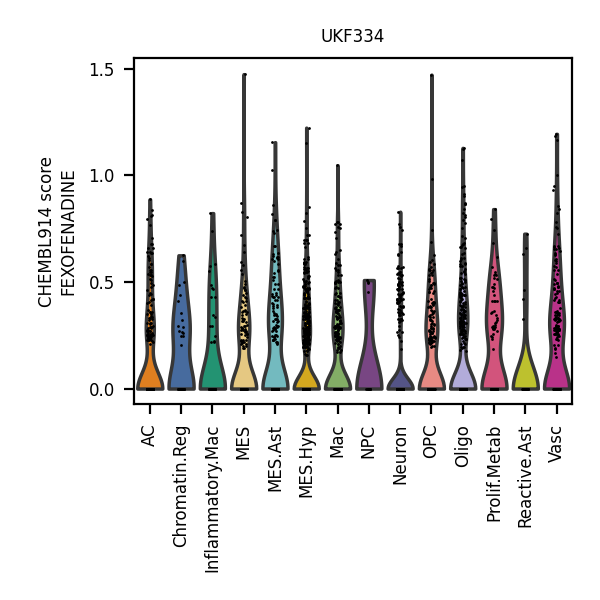 UKF334
CHEMBL914 score
FEXOFENADINE
1.5
1.0
0.5
0.0
AC
Chromatin.Reg
Inflammatory.Mac
MES
MES.Ast
MES.Hyp
Mac
NPC
Neuron
OPC
Oligo
Prolif.Metab
Reactive.Ast
Vasc